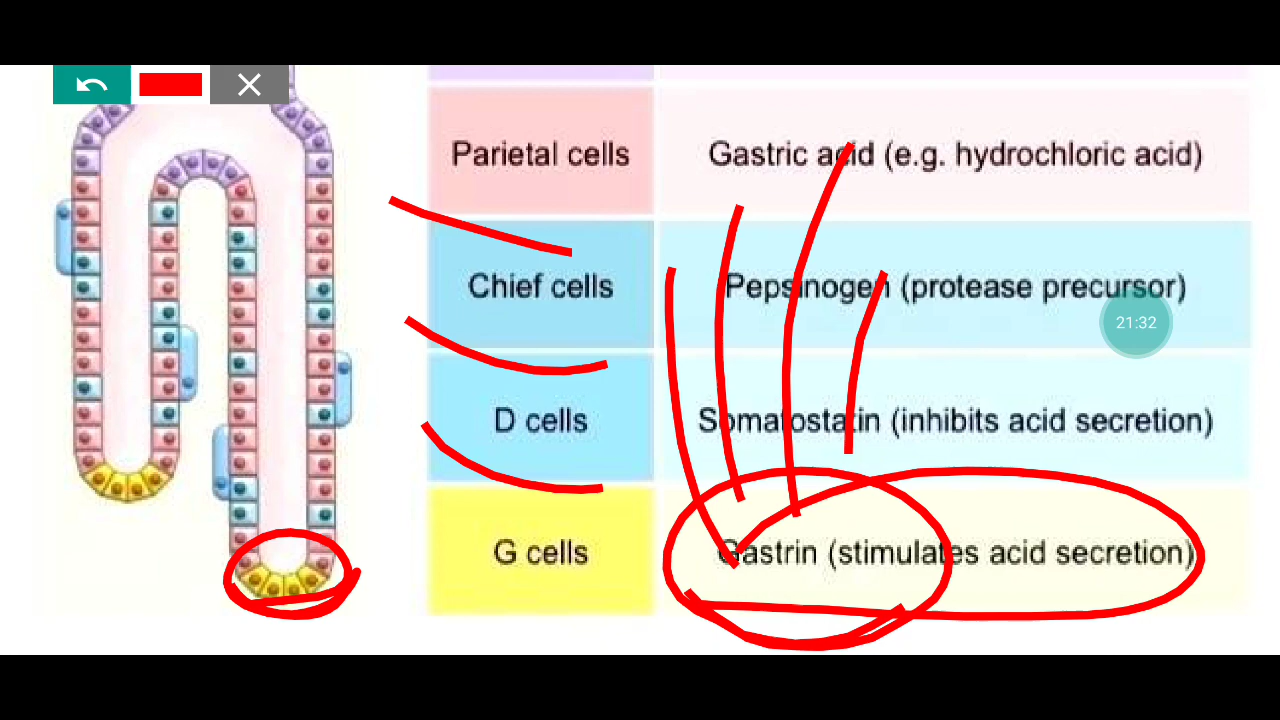 Parietal cells Gastric acid (e.g. hydrochloric acid)
Chief cells Pepsinogen (protease precursor)
21:32
D cells Somatostatin (inhibits acid secretion)
G cells Gastrin (stimulates acid secretion)